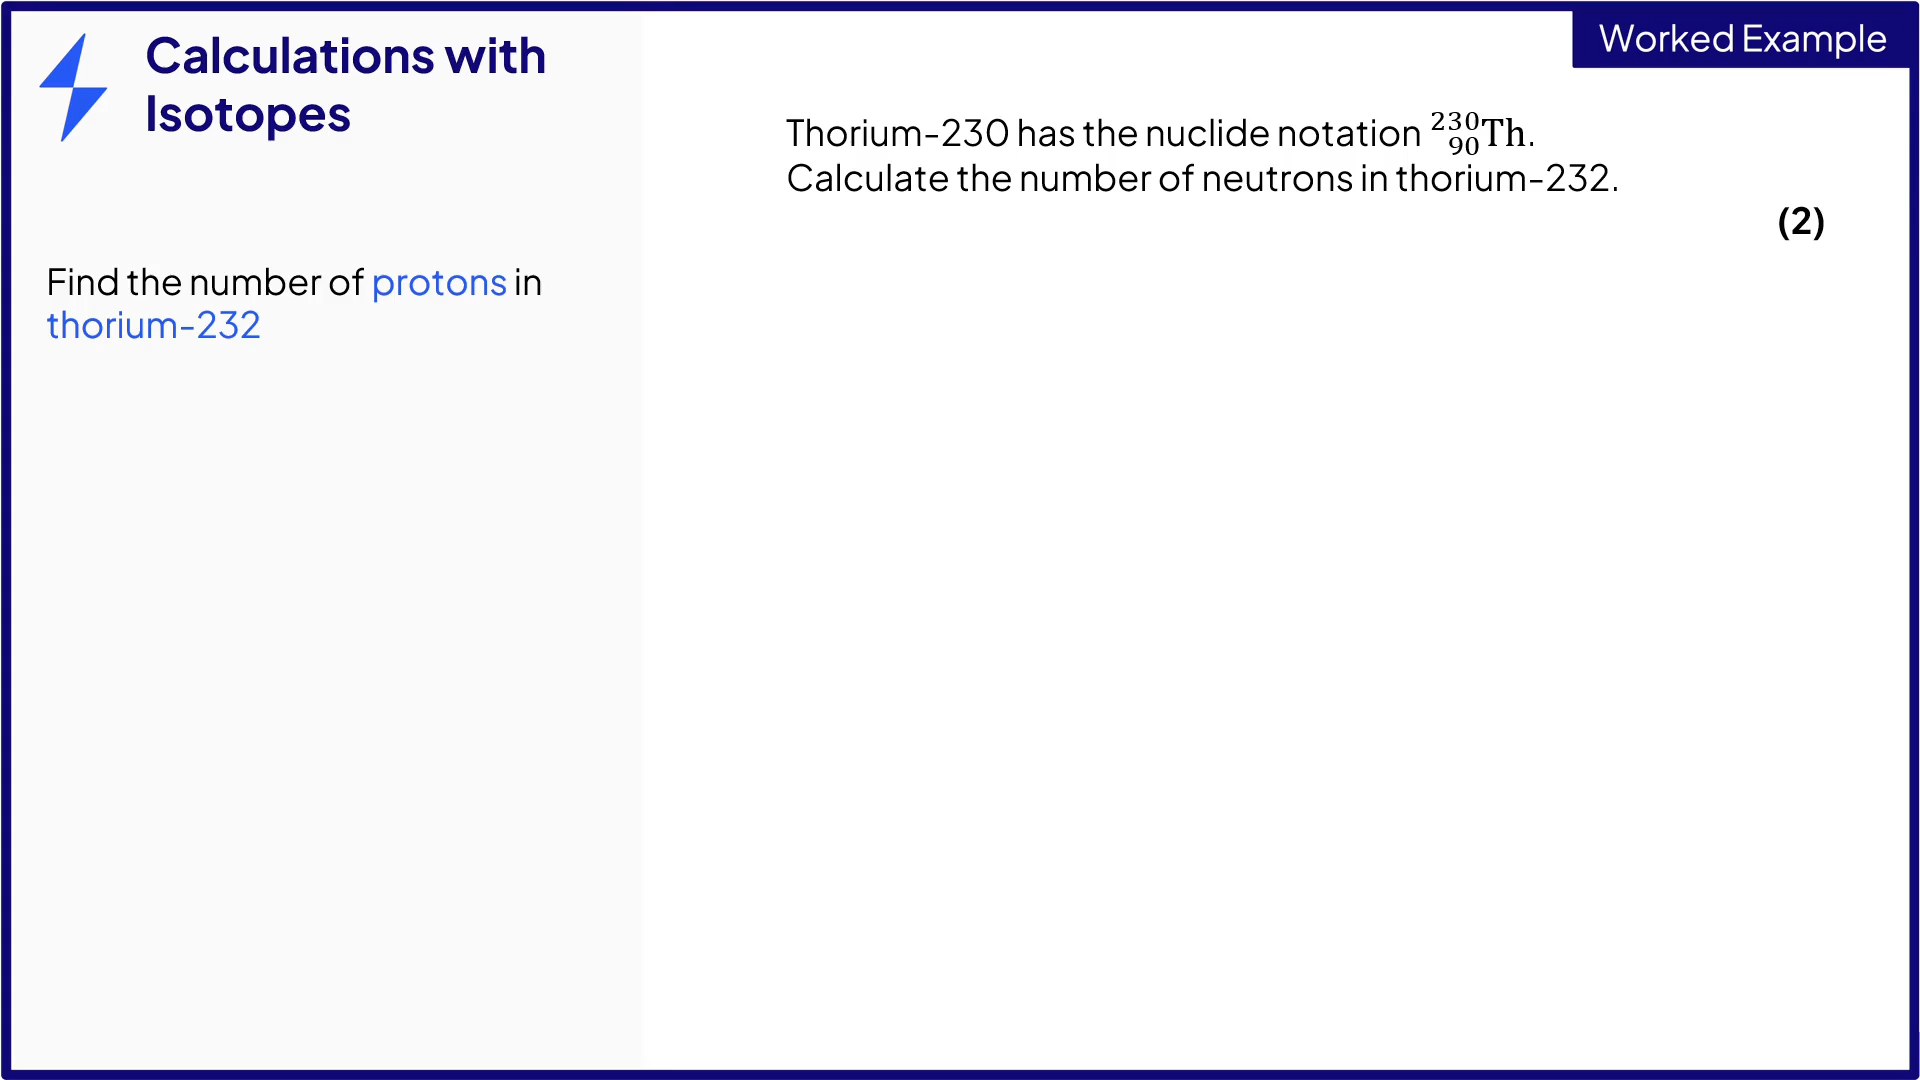 Calculations with
Isotopes
Worked Example
Thorium-230 has the nuclide notation ²³⁰₉₀Th.
Calculate the number of neutrons in thorium-232.
(2)
Find the number of protons in
thorium-232